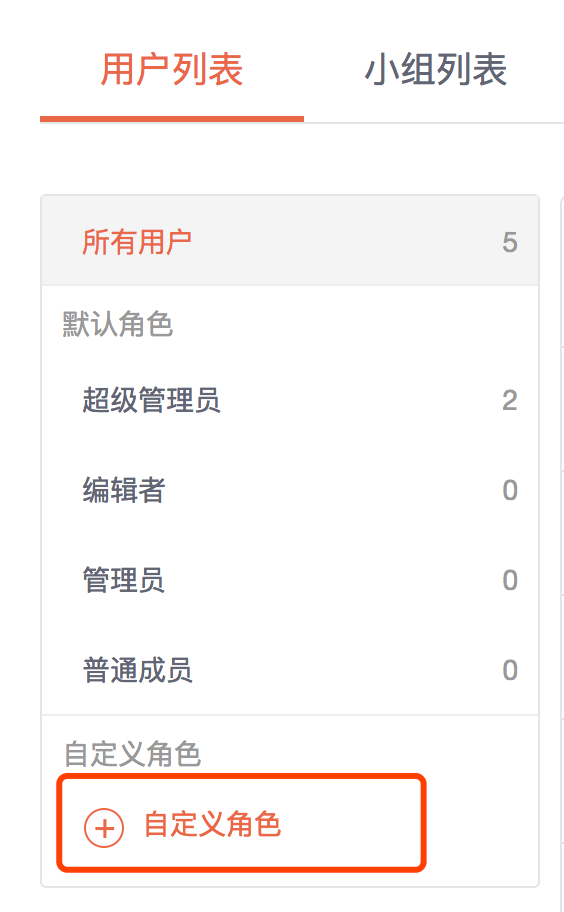 用户列表 小组列表
所有用户 5
默认角色
超级管理员 2
编辑者 0
管理员 0
普通成员 0
自定义角色
自定义角色